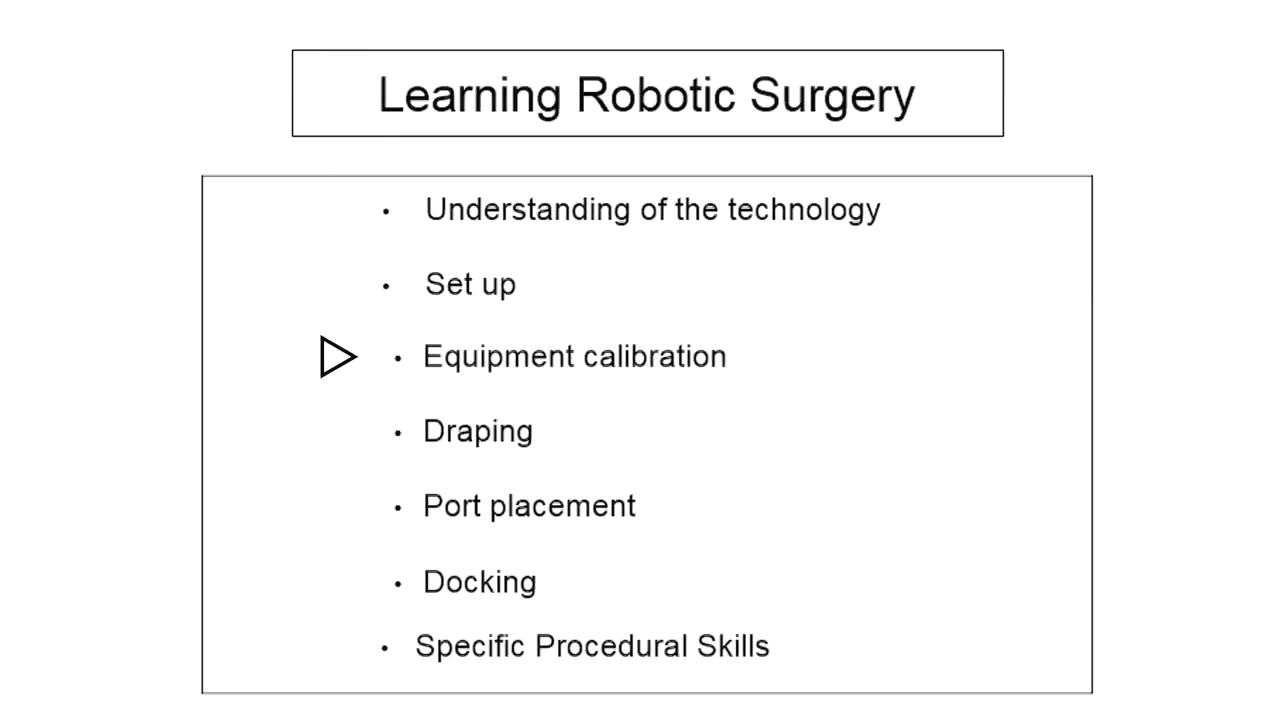 Learning Robotic Surgery
• Understanding of the technology
• Set up
• Equipment calibration
• Draping
• Port placement
• Docking
• Specific Procedural Skills